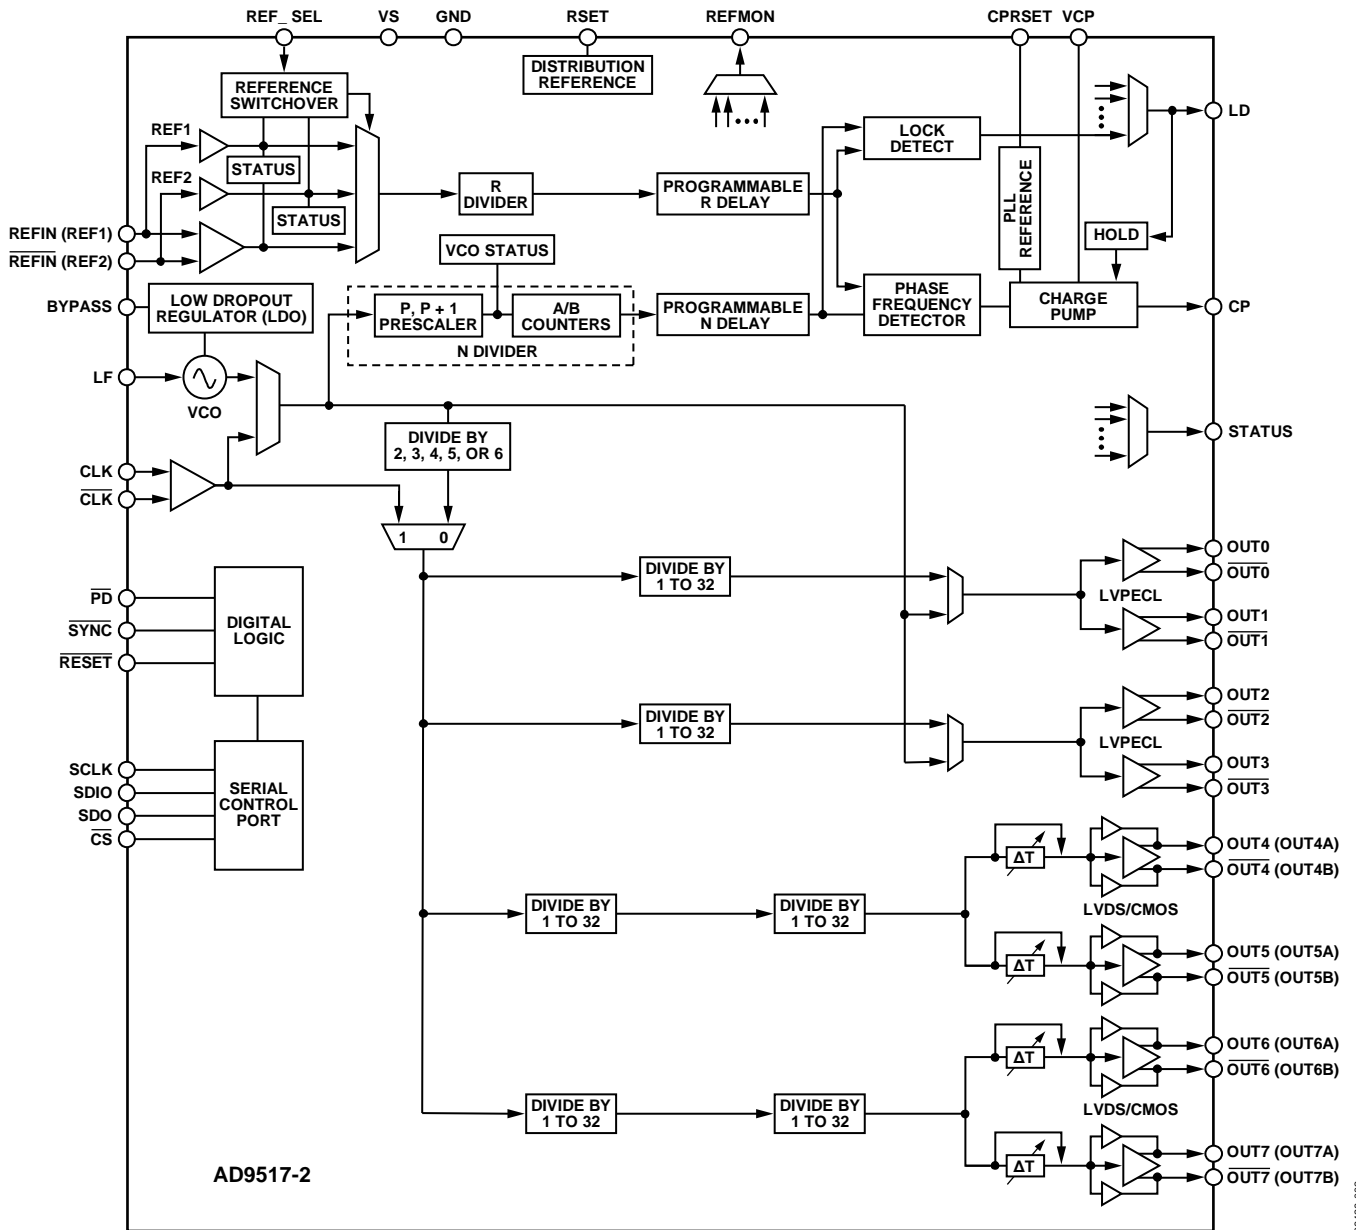 REF_ SEL
VS
GND
RSET
REFMON
CPRSET
VCP
DISTRIBUTION
REFERENCE
REFERENCE
SWITCHOVER
REF1
STATUS
REF2
STATUS
REFIN (REF1)
REFIN (REF2)
R
DIVIDER
PROGRAMMABLE
R DELAY
LOCK
DETECT
LD
PLL
REFERENCE
HOLD
VCO STATUS
BYPASS
LOW DROPOUT
REGULATOR (LDO)
P, P + 1
PRESCALER
A/B
COUNTERS
N DIVIDER
PROGRAMMABLE
N DELAY
PHASE
FREQUENCY
DETECTOR
CHARGE
PUMP
CP
LF
VCO
STATUS
DIVIDE BY
2, 3, 4, 5, OR 6
CLK
CLK
1 0
DIVIDE BY
1 TO 32
LVPECL
OUT0
OUT0
OUT1
OUT1
PD
SYNC
RESET
DIGITAL
LOGIC
DIVIDE BY
1 TO 32
LVPECL
OUT2
OUT2
OUT3
OUT3
SCLK
SDIO
SDO
CS
SERIAL
CONTROL
PORT
DIVIDE BY
1 TO 32
DIVIDE BY
1 TO 32
ΔT
OUT4 (OUT4A)
OUT4 (OUT4B)
LVDS/CMOS
ΔT
OUT5 (OUT5A)
OUT5 (OUT5B)
DIVIDE BY
1 TO 32
DIVIDE BY
1 TO 32
ΔT
OUT6 (OUT6A)
OUT6 (OUT6B)
LVDS/CMOS
ΔT
OUT7 (OUT7A)
OUT7 (OUT7B)
AD9517-2